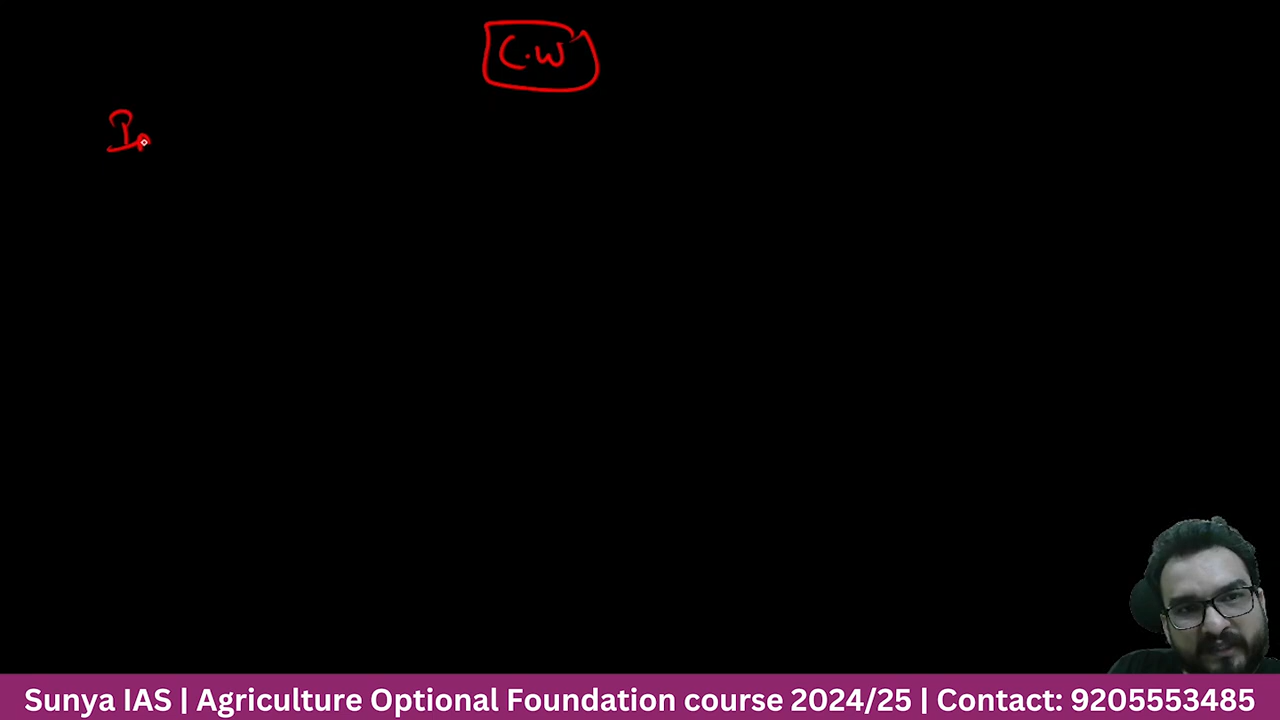 C.W
Sunya IAS | Agriculture Optional Foundation course 2024/25 | Contact: 9205553485